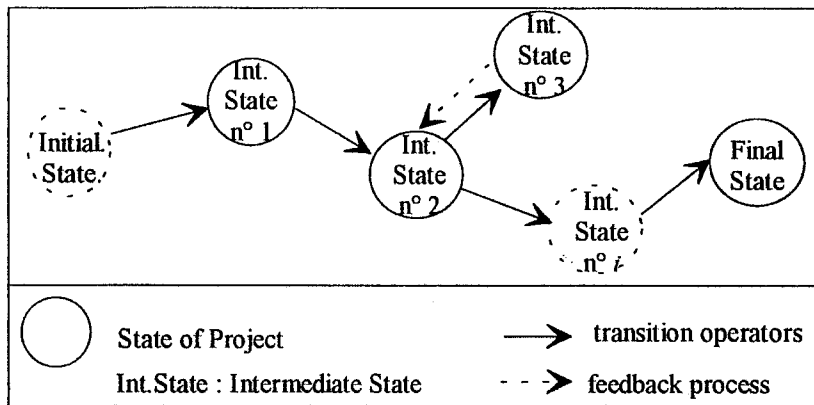 Initial.
State.
Int.
State
n° 1
Int.
State
n° 2
Int.
State
n° 3
Int.
State
n° i
Final
State
State of Project
transition operators
Int.State : Intermediate State
feedback process